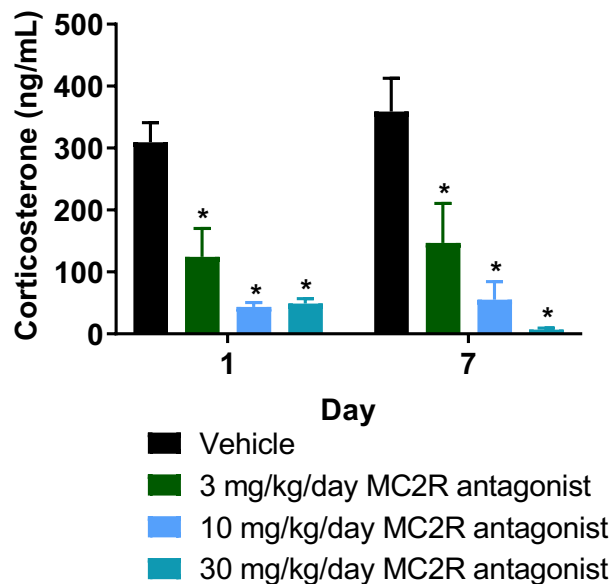 Corticosterone (ng/mL)
500
400
300
200
100
0
*
*
*
*
*
*
1
7
Day
Vehicle
3 mg/kg/day MC2R antagonist
10 mg/kg/day MC2R antagonist
30 mg/kg/day MC2R antagonist